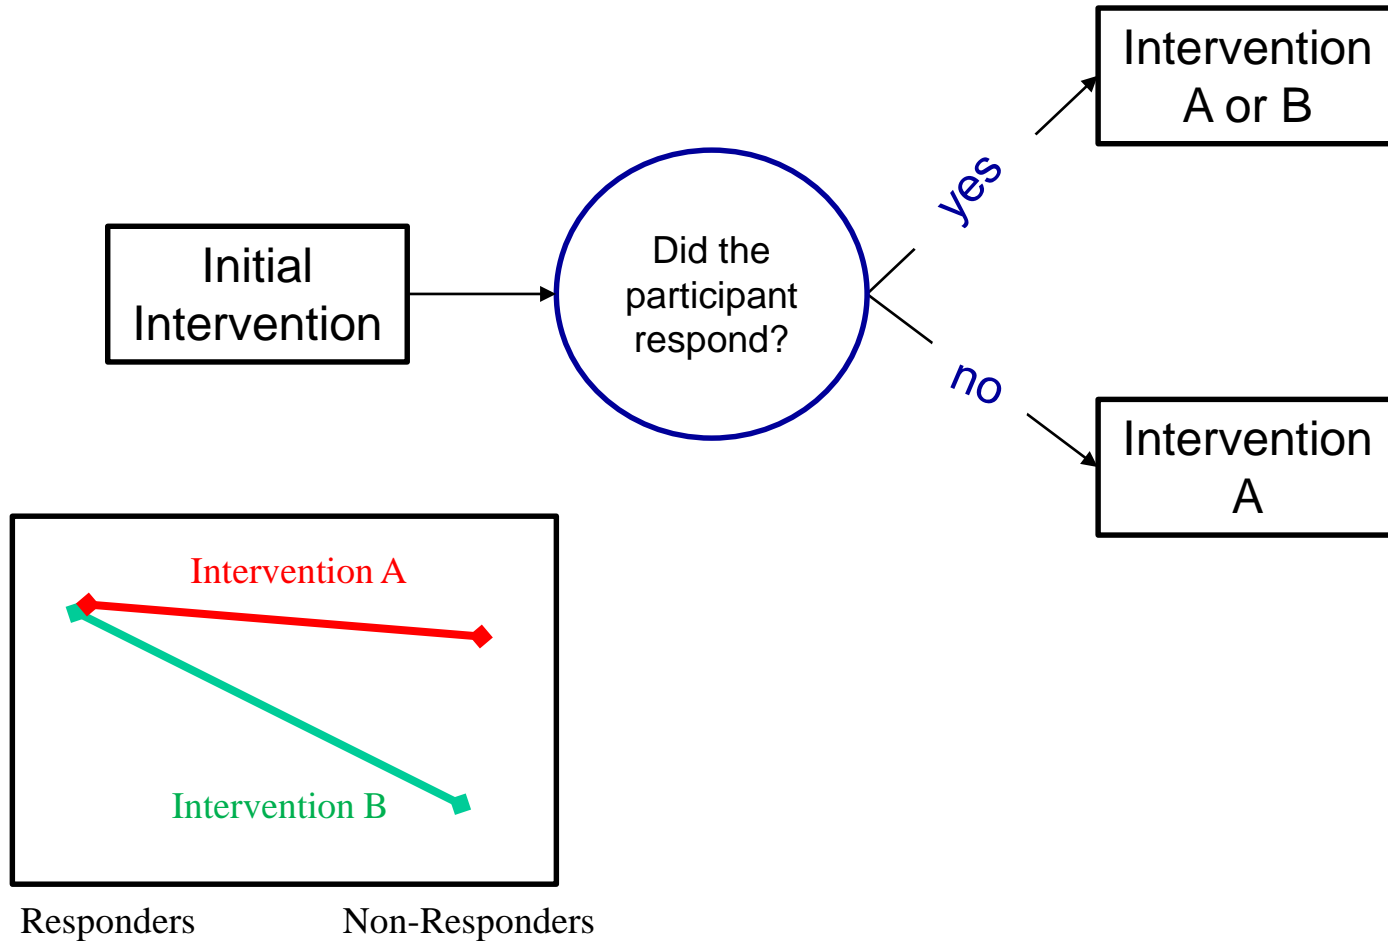 Initial
Intervention
Did the
participant
respond?
yes
Intervention
A or B
no
Intervention
A
Intervention A
Intervention B
Responders
Non-Responders